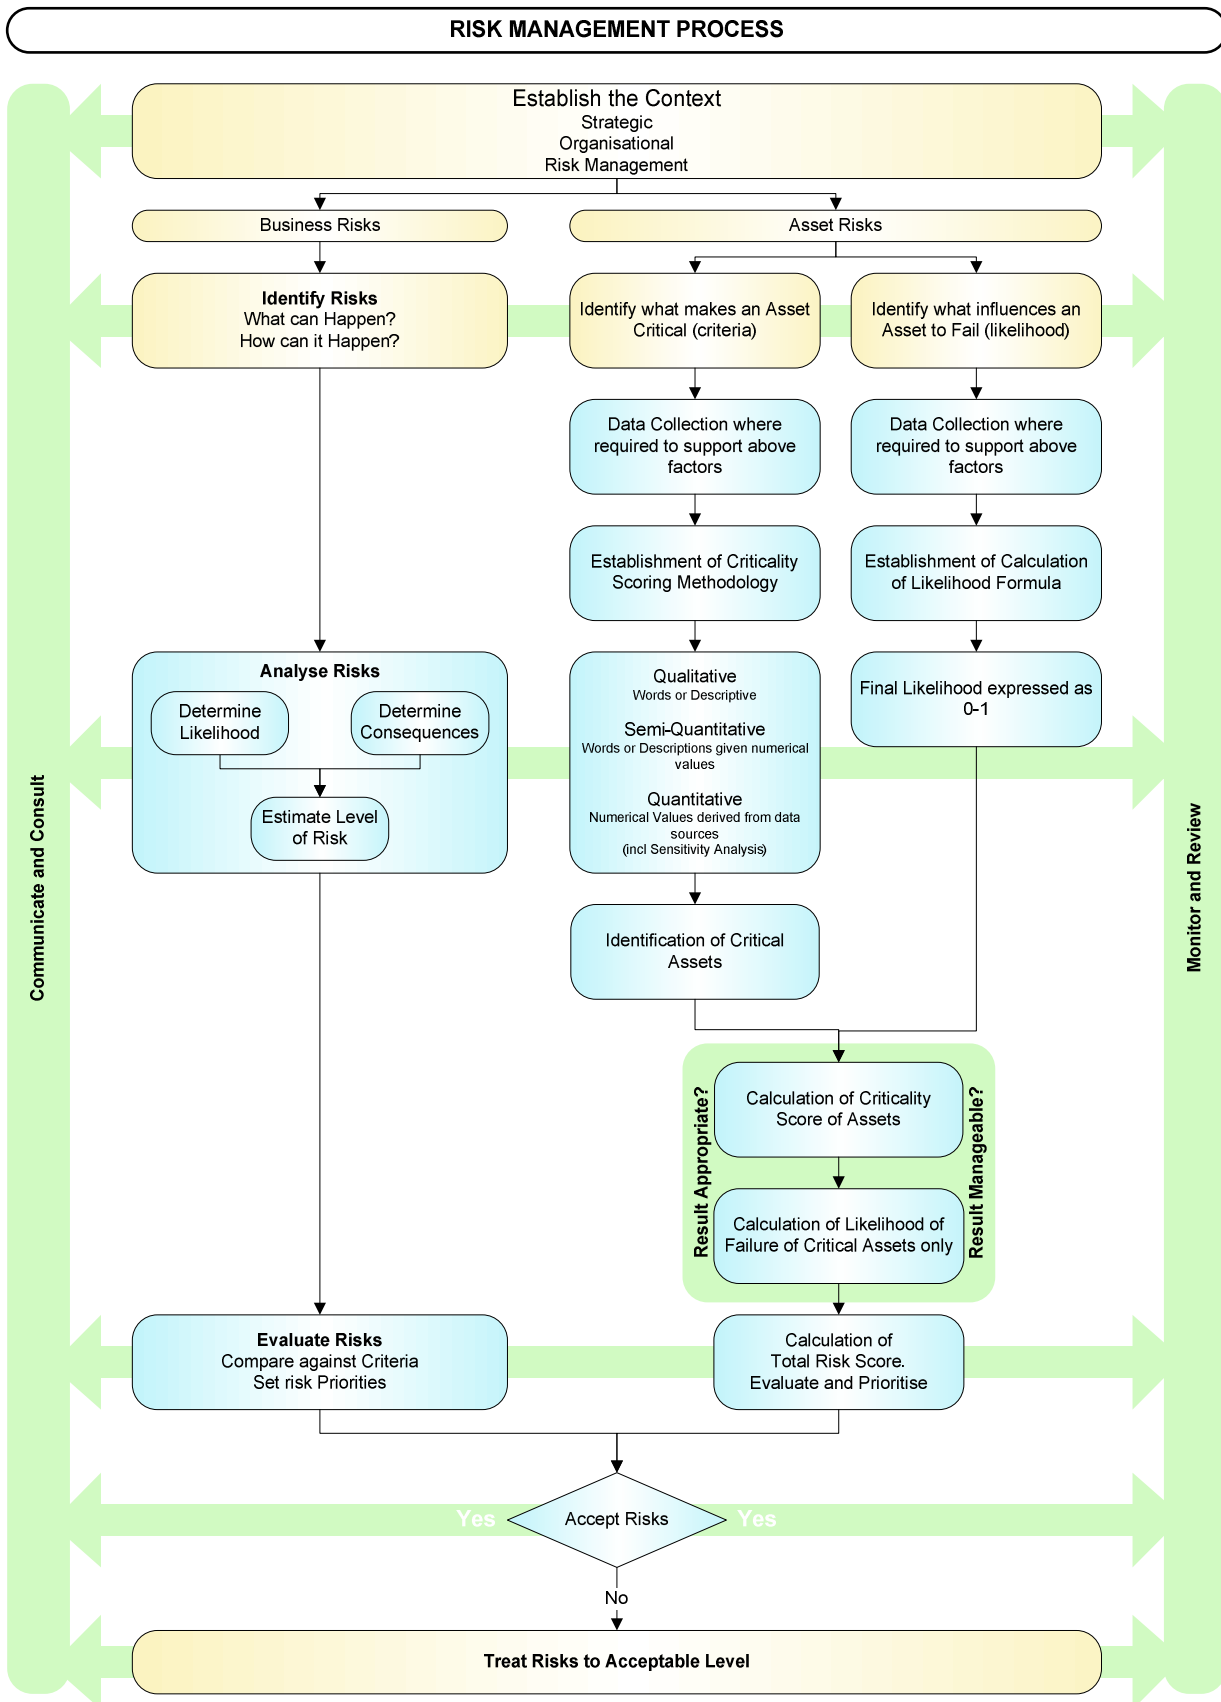 RISK MANAGEMENT PROCESS
Establish the Context
Strategic
Organisational
Risk Management
Business Risks
Asset Risks
Identify Risks
What can Happen?
How can it Happen?
Identify what makes an Asset
Critical (criteria)
Identify what influences an
Asset to Fail (likelihood)
Data Collection where
required to support above
factors
Data Collection where
required to support above
factors
Establishment of Criticality
Scoring Methodology
Establishment of Calculation
of Likelihood Formula
Analyse Risks
Determine
Likelihood
Determine
Consequences
Estimate Level
of Risk
Qualitative
Words or Descriptive
Semi-Quantitative
Words or Descriptions given numerical
values
Quantitative
Numerical Values derived from data
sources
(incl Sensitivity Analysis)
Final Likelihood expressed as
0-1
Communicate and Consult
Monitor and Review
Identification of Critical
Assets
Result Appropriate?
Calculation of Criticality
Score of Assets
Result Manageable?
Calculation of Likelihood of
Failure of Critical Assets only
Evaluate Risks
Compare against Criteria
Set risk Priorities
Calculation of
Total Risk Score.
Evaluate and Prioritise
Yes
Accept Risks
Yes
No
Treat Risks to Acceptable Level